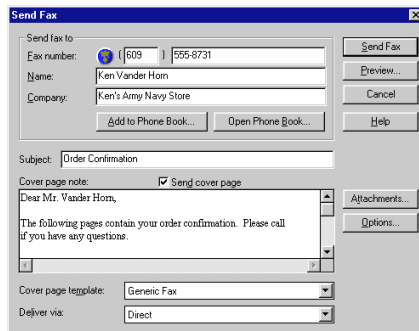 Send Fax
Send fax to
Fax number: ( 609 ) 555-8731
Name: Ken Vander Horn
Company: Ken's Army Navy Store
Add to Phone Book... Open Phone Book...
Send Fax
Preview...
Cancel
Help
Subject: Order Confirmation
Cover page note: Send cover page
Dear Mr. Vander Horn,
The following pages contain your order confirmation. Please call
if you have any questions.
Attachments...
Options...
Cover page template: Generic Fax
Deliver via: Direct